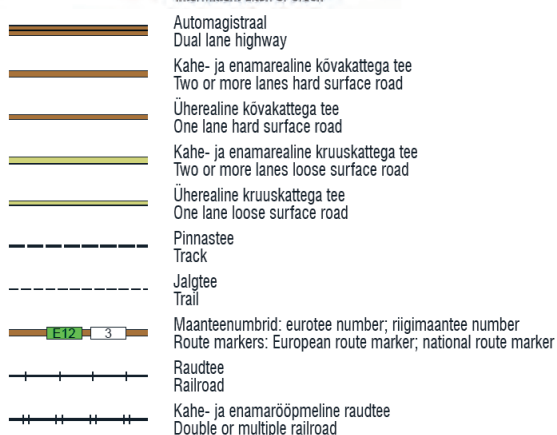 Automagistraal
Dual lane highway
Kahe- ja enamarealine kõvakattega tee
Two or more lanes hard surface road
Üherealine kõvakattega tee
One lane hard surface road
Kahe- ja enamarealine kruuskattega tee
Two or more lanes loose surface road
Üherealine kruuskattega tee
One lane loose surface road
Pinnastee
Track
Jalgtee
Trail
E12 3 Maanteenumbrid: eurotee number; riigimaantee number
Route markers: European route marker; national route marker
Raudtee
Railroad
Kahe- ja enamarööpmeline raudtee
Double or multiple railroad